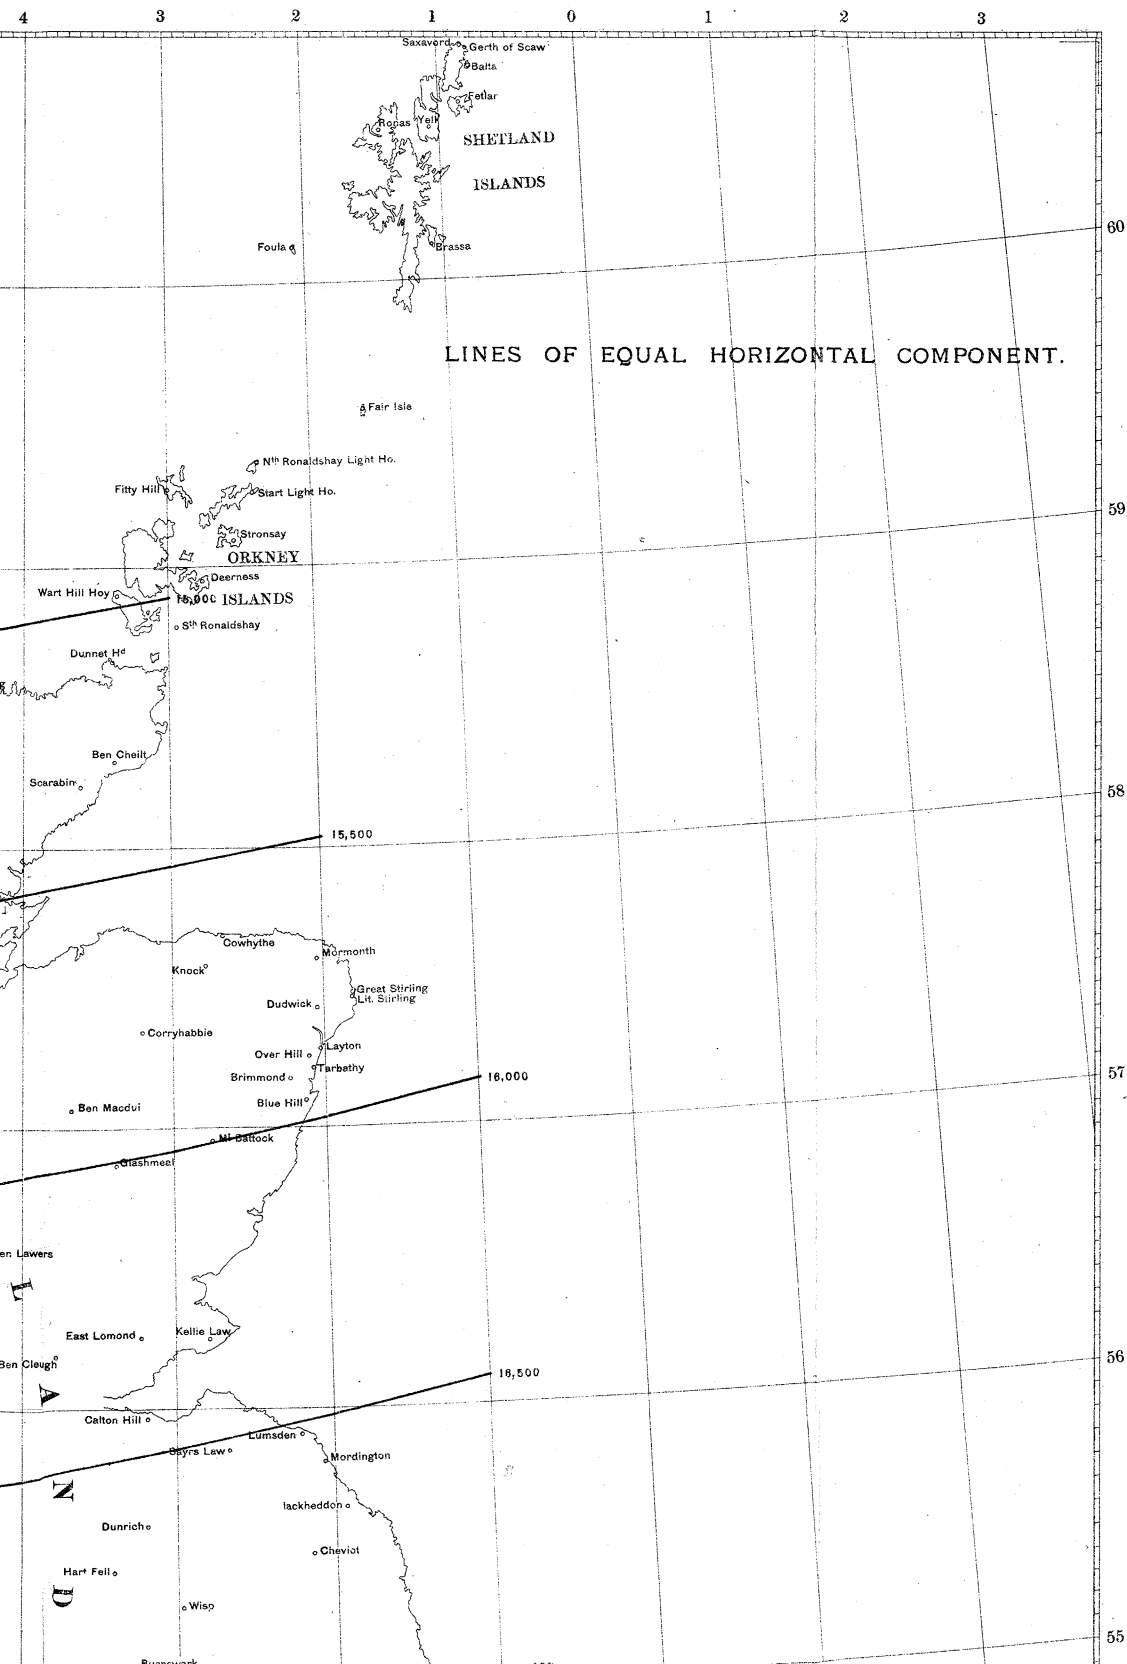 4 3 2 1 0 1 2 3
Saxavord Gerth of Scaw
Balta
Fetlar
Ronas Yell
SHETLAND
ISLANDS
60
Foula
Brassa
LINES OF EQUAL HORIZONTAL COMPONENT.
Fair Isle
Nth Ronaldshay Light Ho.
Fitty Hill
Start Light Ho.
59
Stronsay
ORKNEY
Deerness
Wart Hill Hoy
ISLANDS
Sth Ronaldshay
Dunnet Hd
Ben Cheilt
Scarabin
58
15,500
Cowhythe
Mormonth
Knock
Great Stirling
Lit. Stirling
Dudwick
Corryhabbie
Layton
Over Hill
Tarbathy
57
Brimmond
16,000
Blue Hill
Ben Macdui
Mt Battock
Glashmeal
Lawers
L
East Lomond
Kellie Law
56
Ben Cleugh
16,500
A
Calton Hill
Lumsden
Sayrs Law
Mordington
N
lackheddon
Dunrich
Cheviot
Hart Fell
D
Wisp
55